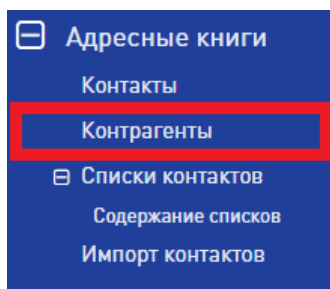 Адресные книги
Контакты
Контрагенты
Списки контактов
Содержание списков
Импорт контактов